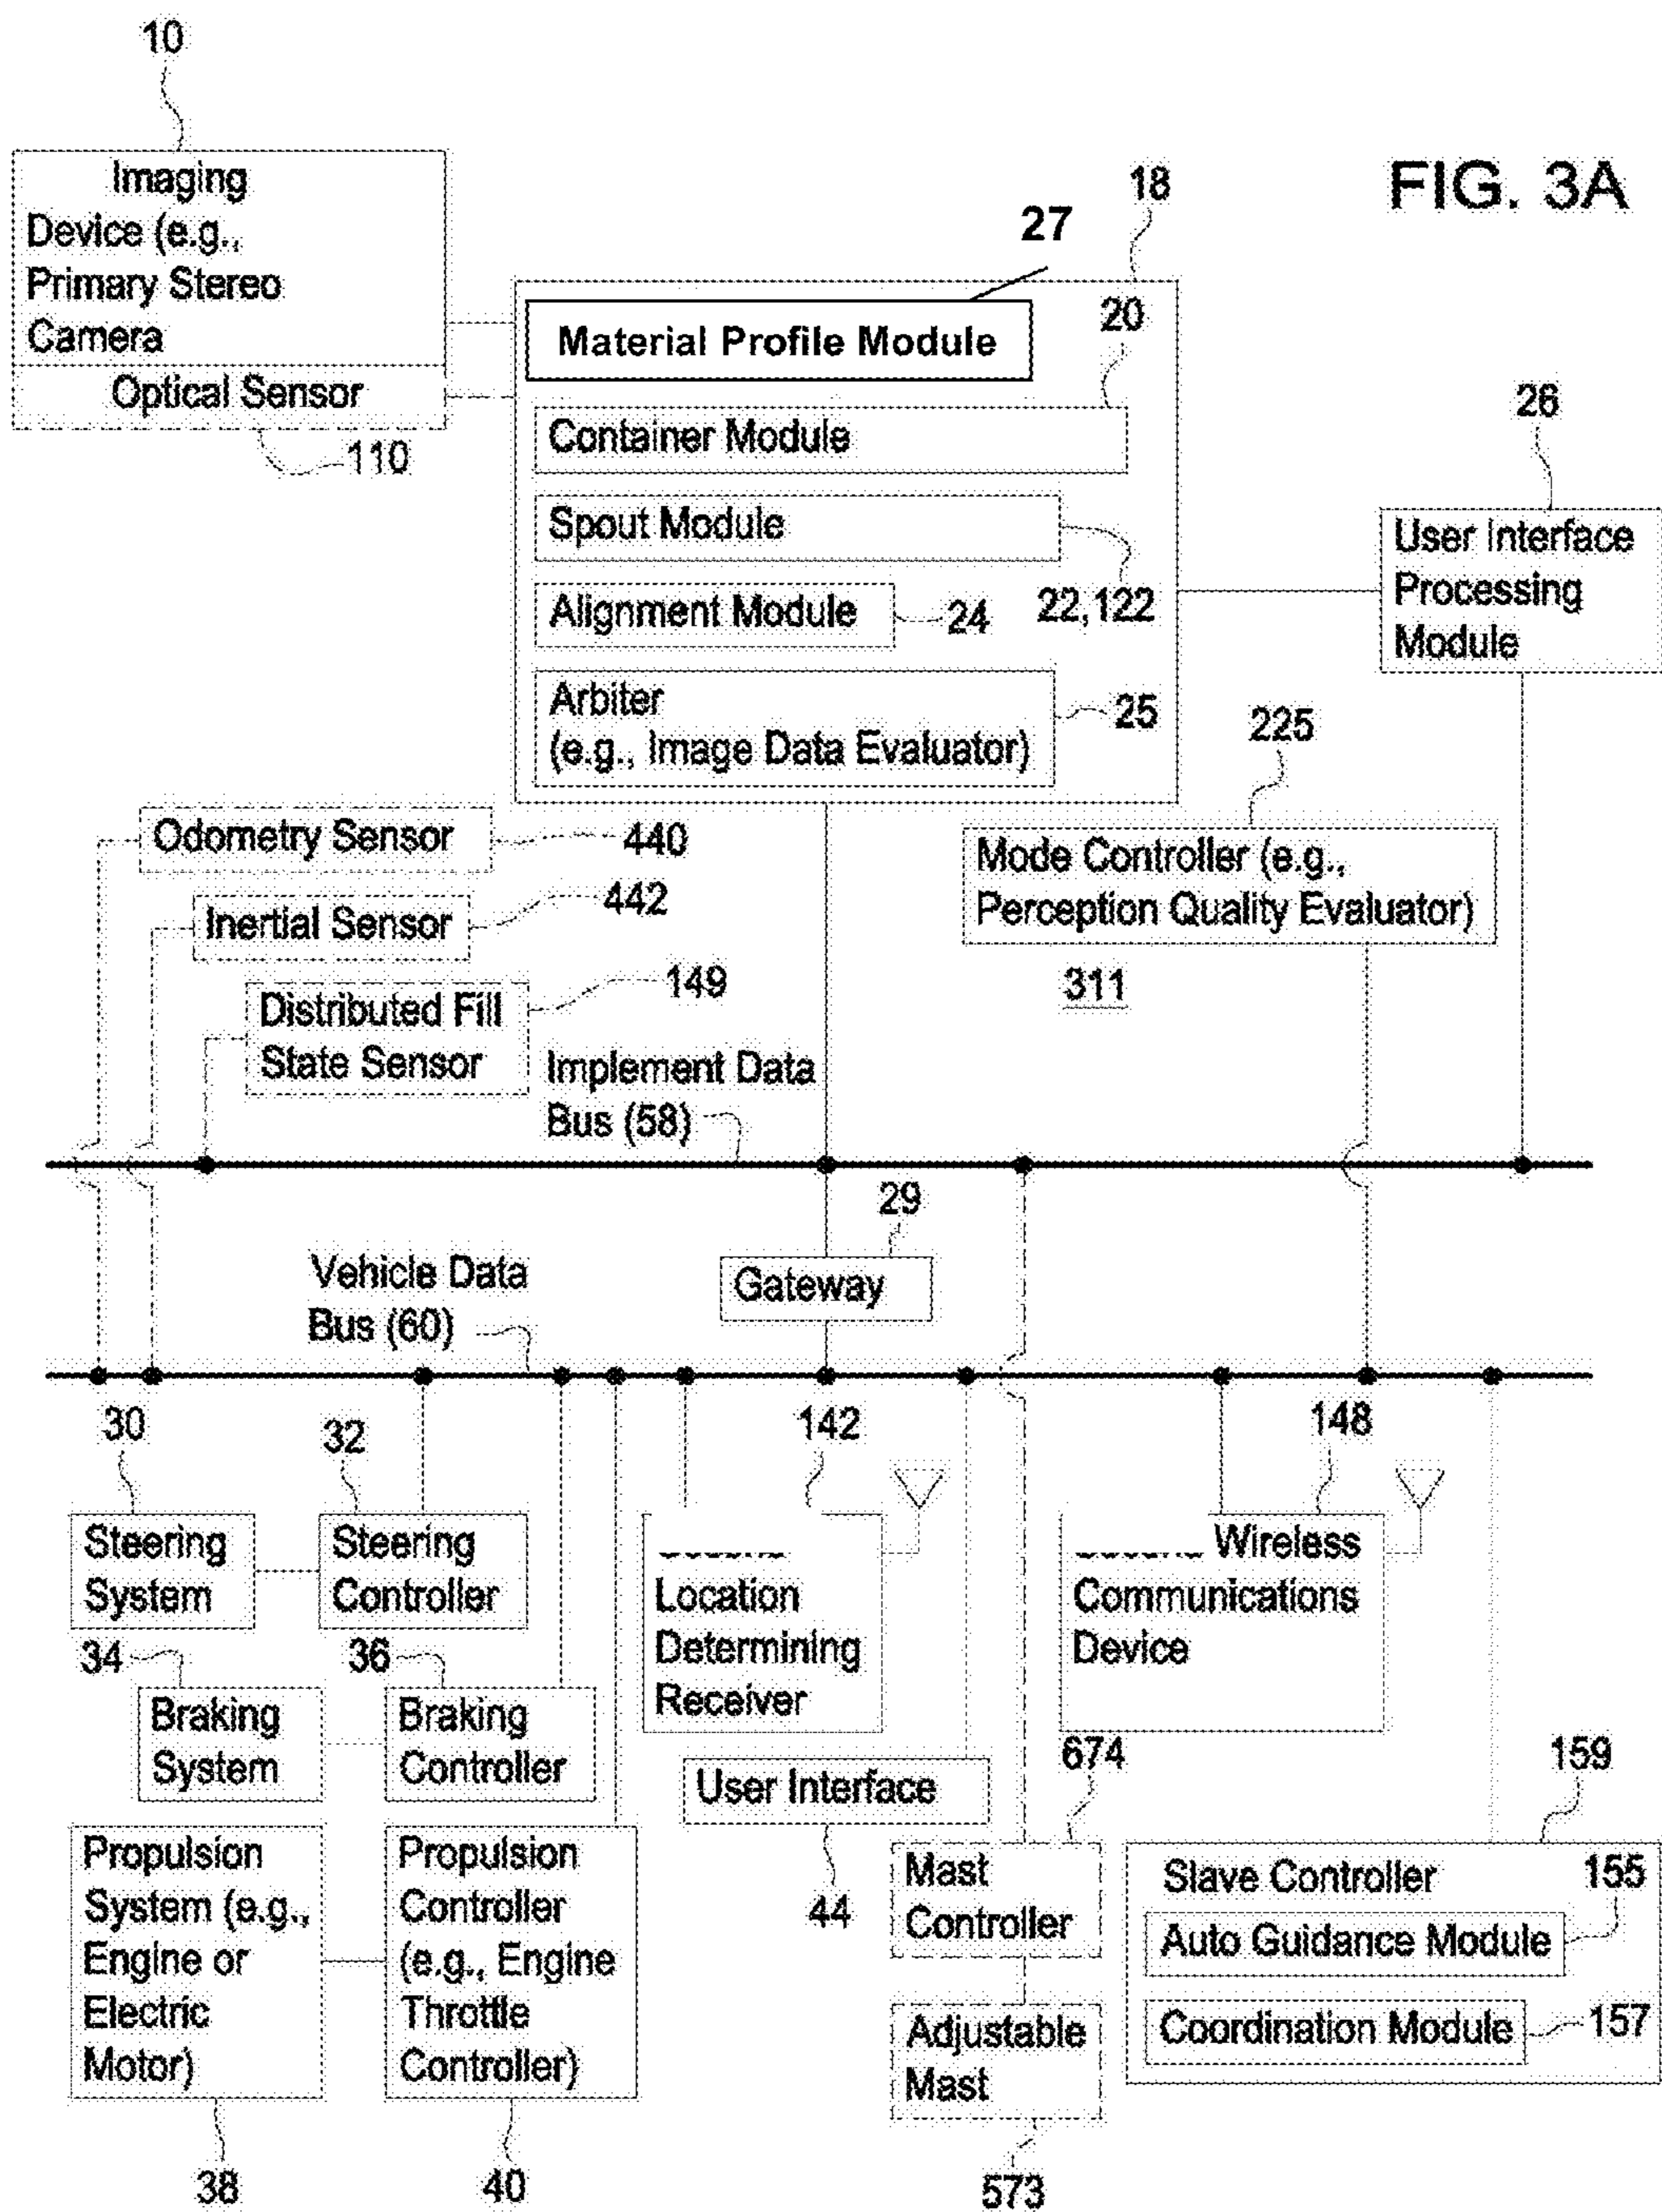 10
FIG. 3A
Imaging
Device (e.g.,
Primary Stereo
Camera
Optical Sensor
110
18
27
Material Profile Module
20
Container Module
Spout Module
22,122
Alignment Module
24
Arbiter
(e.g., Image Data Evaluator)
25
26
User Interface
Processing
Module
225
Mode Controller (e.g.,
Perception Quality Evaluator)
311
Odometry Sensor
440
Inertial Sensor
442
Distributed Fill
State Sensor
149
Implement Data
Bus (58)
29
Gateway
Vehicle Data
Bus (60)
30
Steering
System
32
Steering
Controller
34
Braking
System
36
Braking
Controller
Propulsion
System (e.g.,
Engine or
Electric
Motor)
38
Propulsion
Controller
(e.g., Engine
Throttle
Controller)
40
142
Location
Determining
Receiver
User Interface
44
148
Wireless
Communications
Device
674
Mast
Controller
Adjustable
Mast
573
159
Slave Controller
155
Auto Guidance Module
Coordination Module
157